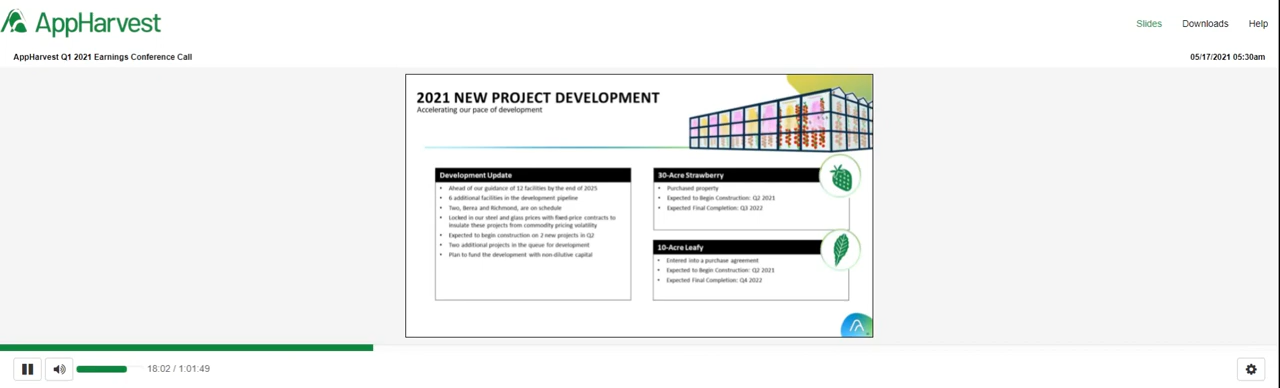 AppHarvest
Slides Downloads Help
AppHarvest Q1 2021 Earnings Conference Call
05/17/2021 05:30am
2021 NEW PROJECT DEVELOPMENT
Accelerating our pace of development
Development Update
• Ahead of our guidance of 12 facilities by the end of 2025
• 6 additional facilities in the development pipeline
• Two, Berea and Richmond, are on schedule
• Locked in our steel and glass prices with fixed-price contracts to
insulate these projects from commodity pricing volatility
• Expected to begin construction on 2 new projects in Q2
• Two additional projects in the queue for development
• Plan to fund the development with non-dilutive capital
30-Acre Strawberry
• Purchased property
• Expected to Begin Construction: Q2 2021
• Expected Final Completion: Q3 2022
10-Acre Leafy
• Entered into a purchase agreement
• Expected to Begin Construction: Q2 2021
• Expected Final Completion: Q4 2022
18:02 / 1:01:49